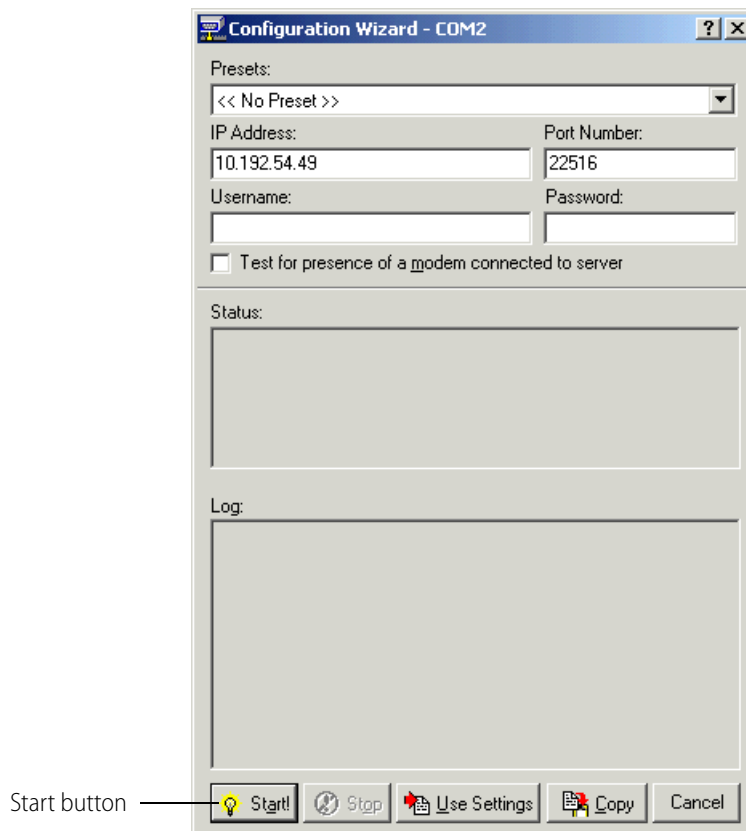 Configuration Wizard - COM2
Presets:
<< No Preset >>
IP Address: Port Number:
10.192.54.49 22516
Username: Password:
Test for presence of a modem connected to server
Status:
Log:
Start button
Start! Stop Use Settings Copy Cancel